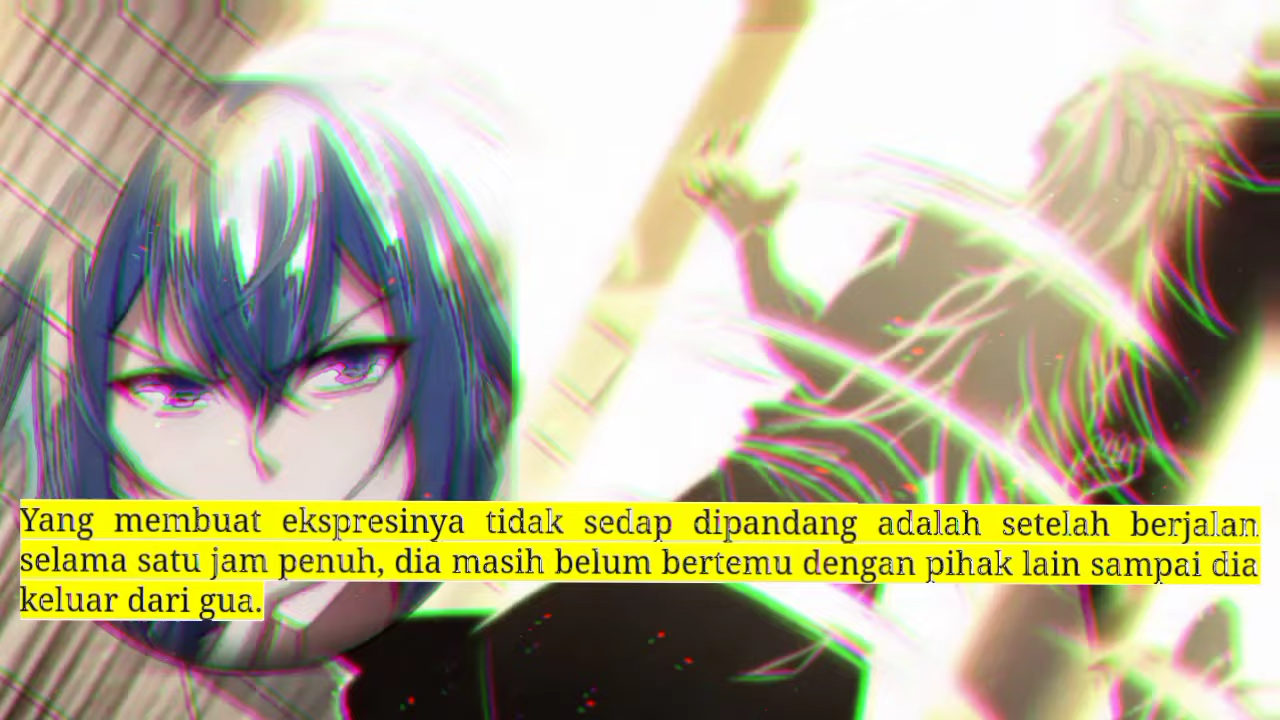 Yang membuat ekspresinya tidak sedap dipandang adalah setelah berjalan
selama satu jam penuh, dia masih belum bertemu dengan pihak lain sampai dia
keluar dari gua.